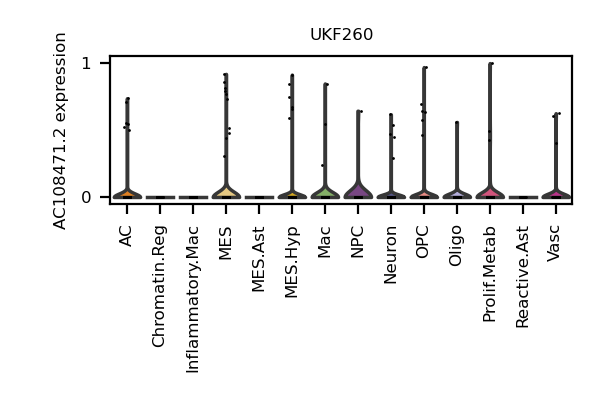 UKF260
AC108471.2 expression
1
0
AC
Chromatin.Reg
Inflammatory.Mac
MES
MES.Ast
MES.Hyp
Mac
NPC
Neuron
OPC
Oligo
Prolif.Metab
Reactive.Ast
Vasc